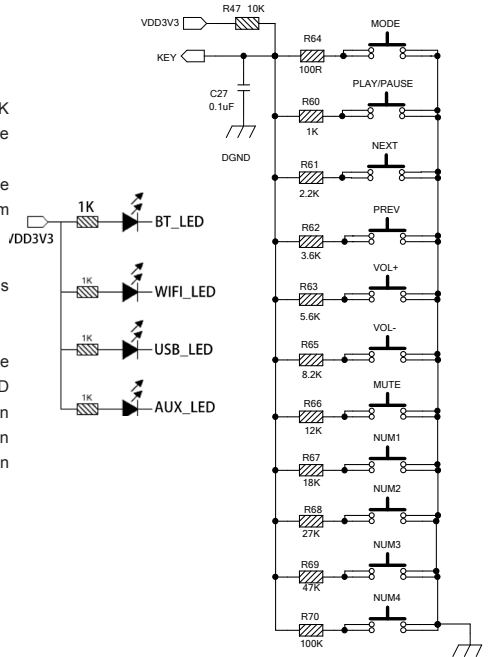 R47 10K
VDD3V3
KEY
C27
0.1uF
DGND
R64
100R
MODE
R60
1K
PLAY/PAUSE
R61
2.2K
NEXT
R62
3.6K
PREV
R63
5.6K
VOL+
R65
8.2K
VOL-
R66
12K
MUTE
R67
18K
NUM1
R68
27K
NUM2
R69
47K
NUM3
R70
100K
NUM4
K
e
e
m
s
e
D
n
n
n
VDD3V3
1K
BT_LED
1K
WIFI_LED
1K
USB_LED
1K
AUX_LED